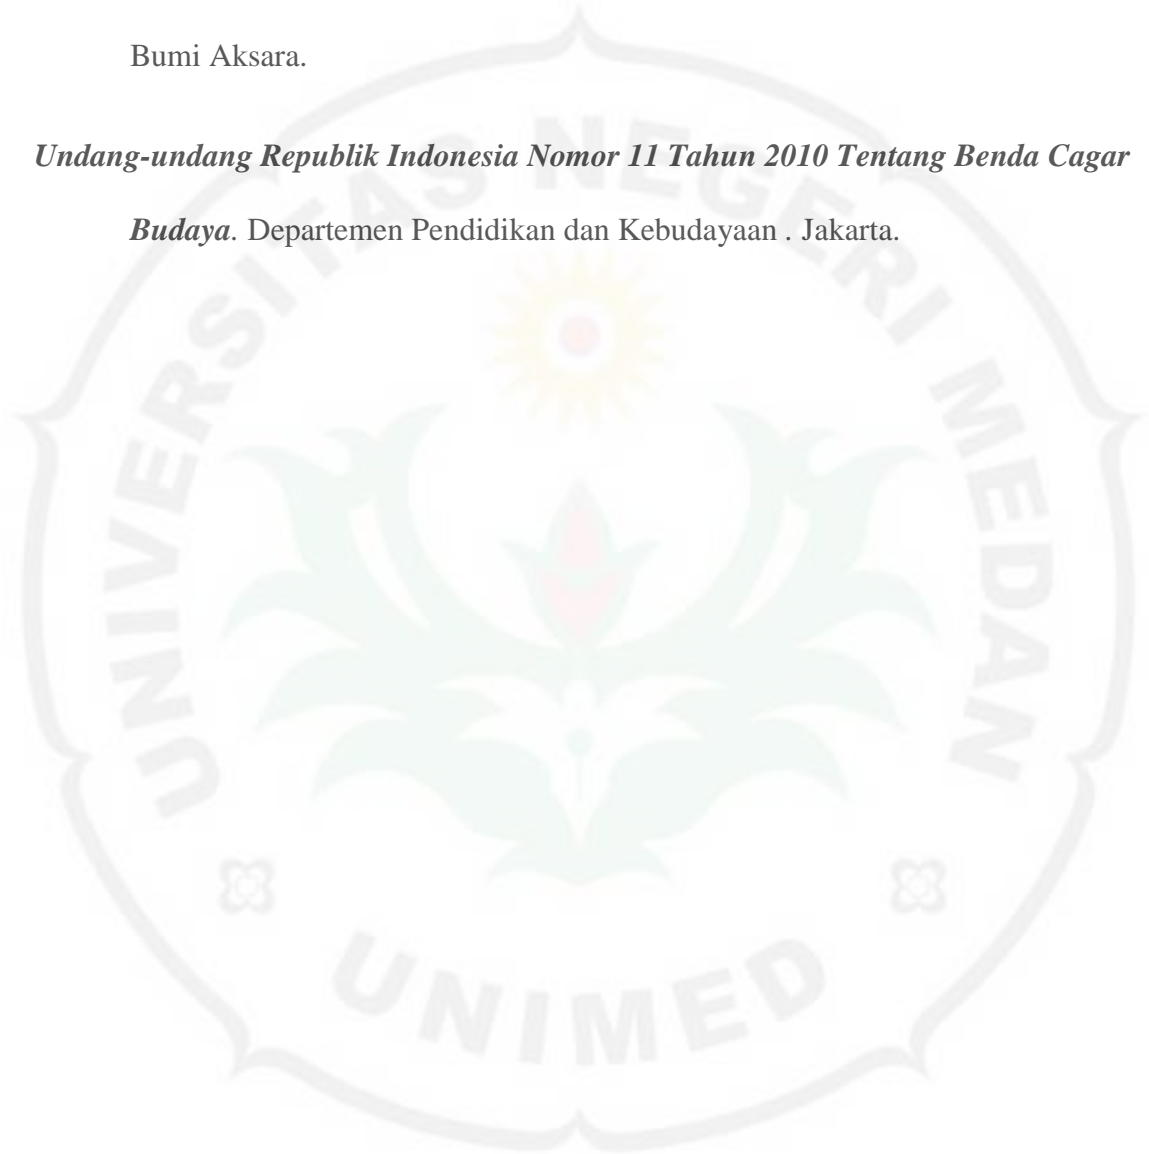 Bumi Aksara.
Undang-undang Republik Indonesia Nomor 11 Tahun 2010 Tentang Benda Cagar
Budaya. Departemen Pendidikan dan Kebudayaan . Jakarta.
UNIVERSITAS NEGERI MEDAN
UNIMED